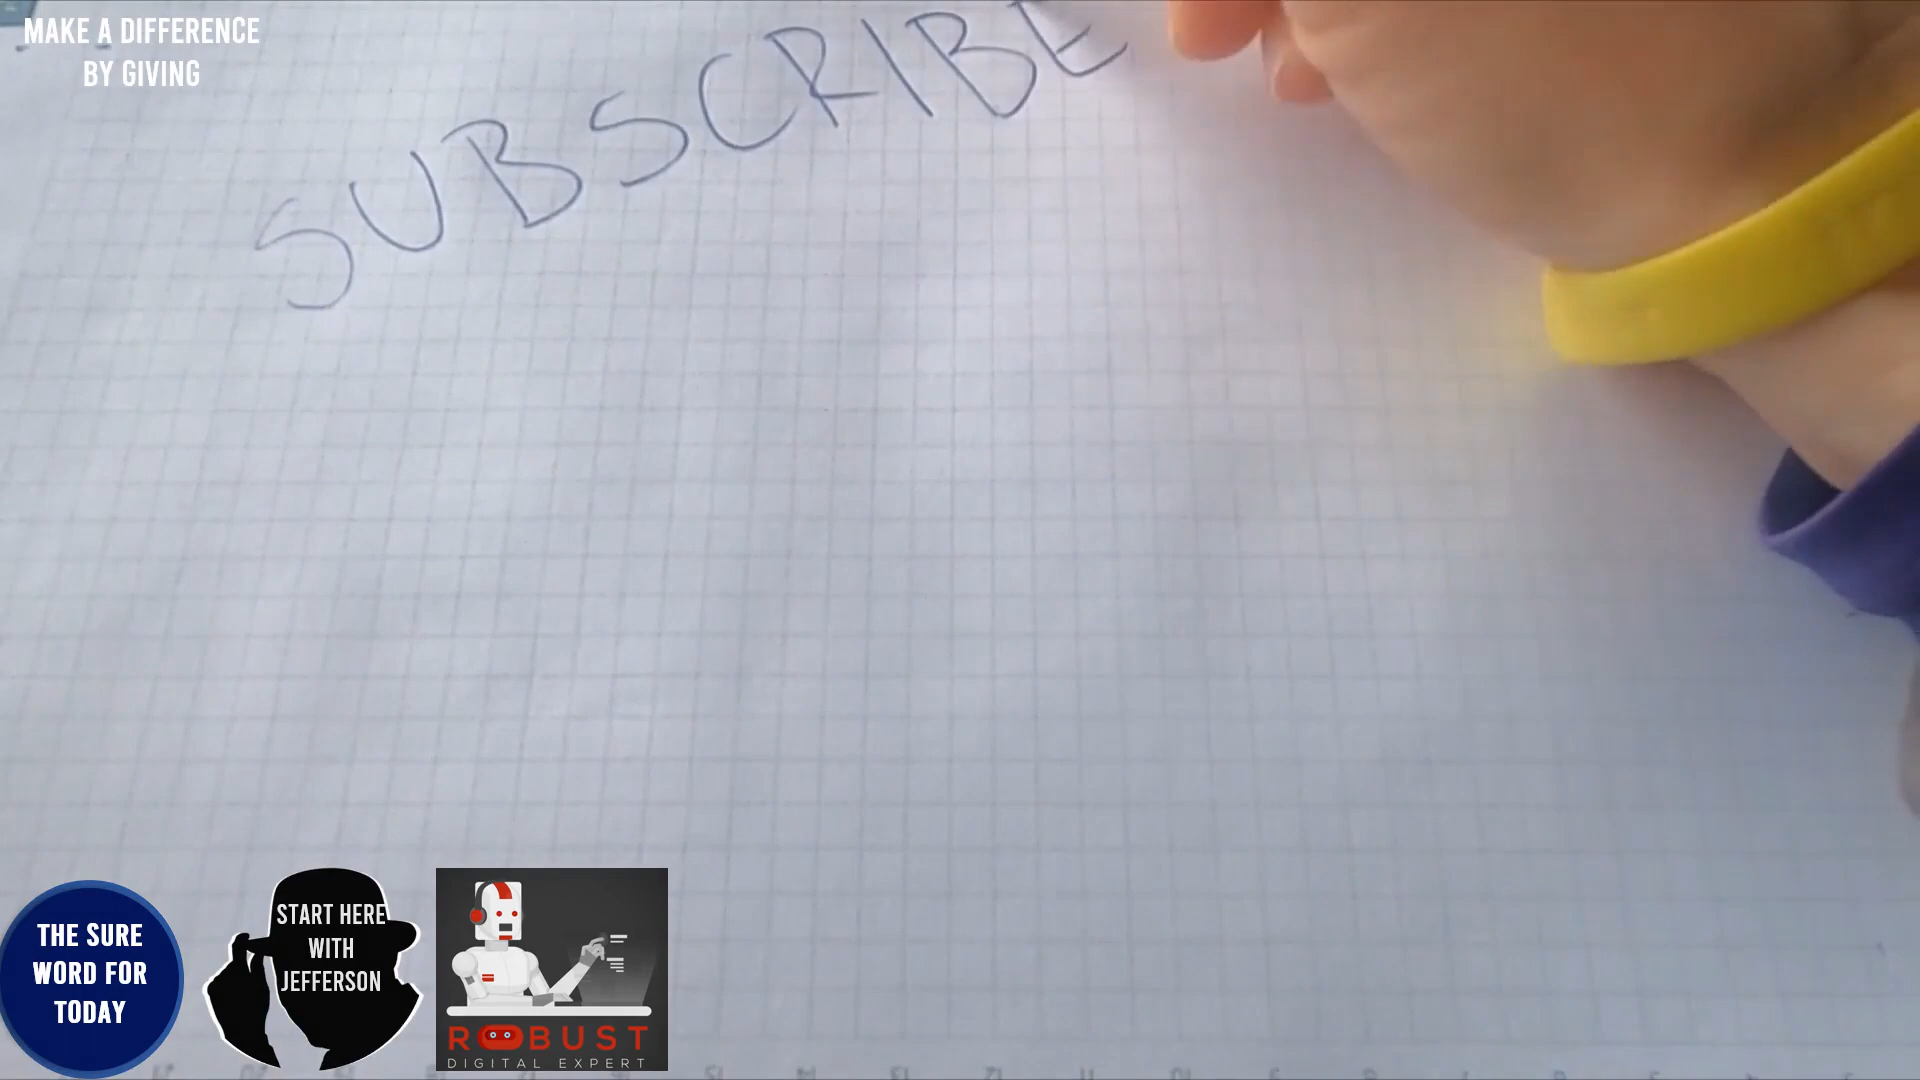 MAKE A DIFFERENCE
BY GIVING
SUBSCRIBE
THE SURE
WORD FOR
TODAY
START HERE
WITH
JEFFERSON
ROBUST
DIGITAL EXPERT